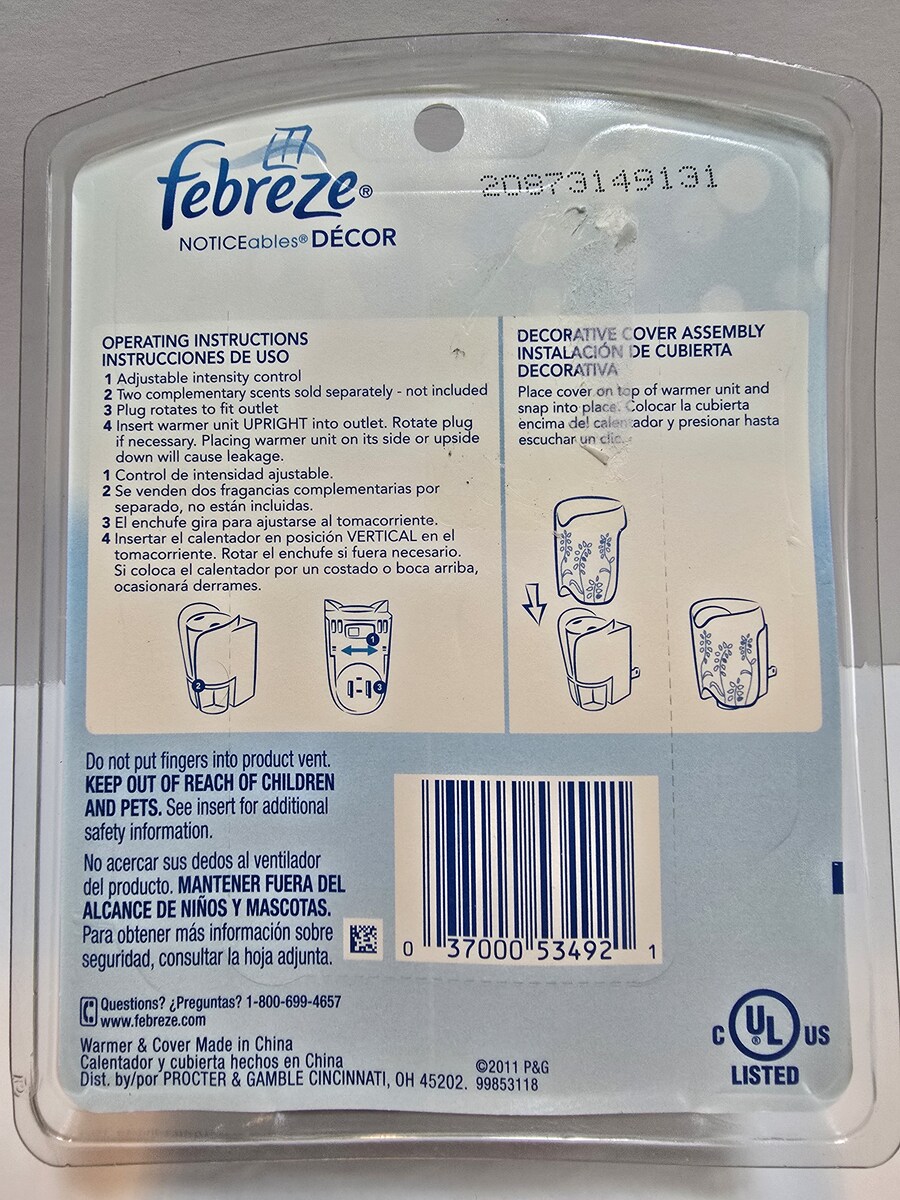 febreze®
NOTICEables® DÉCOR
20873149131
OPERATING INSTRUCTIONS
INSTRUCCIONES DE USO
1 Adjustable intensity control
2 Two complementary scents sold separately - not included
3 Plug rotates to fit outlet
4 Insert warmer unit UPRIGHT into outlet. Rotate plug
if necessary. Placing warmer unit on its side or upside
down will cause leakage.
1 Control de intensidad ajustable.
2 Se venden dos fragancias complementarias por
separado, no están incluidas.
3 El enchufe gira para ajustarse al tomacorriente.
4 Insertar el calentador en posición VERTICAL en el
tomacorriente. Rotar el enchufe si fuera necesario.
Si coloca el calentador por un costado o boca arriba,
ocasionará derrames.
2
1
3
DECORATIVE COVER ASSEMBLY
INSTALACIÓN DE CUBIERTA
DECORATIVA
Place cover on top of warmer unit and
snap into place. Colocar la cubierta
encima del calentador y presionar hasta
escuchar un clic.
Do not put fingers into product vent.
KEEP OUT OF REACH OF CHILDREN
AND PETS. See insert for additional
safety information.
No acercar sus dedos al ventilador
del producto. MANTENER FUERA DEL
ALCANCE DE NIÑOS Y MASCOTAS.
Para obtener más información sobre
seguridad, consultar la hoja adjunta.
0 37000 53492 1
Questions? ¿Preguntas? 1-800-699-4657
www.febreze.com
Warmer & Cover Made in China
Calentador y cubierta hechos en China
Dist. by/por PROCTER & GAMBLE CINCINNATI, OH 45202.
©2011 P&G
99853118
C UL® US
LISTED